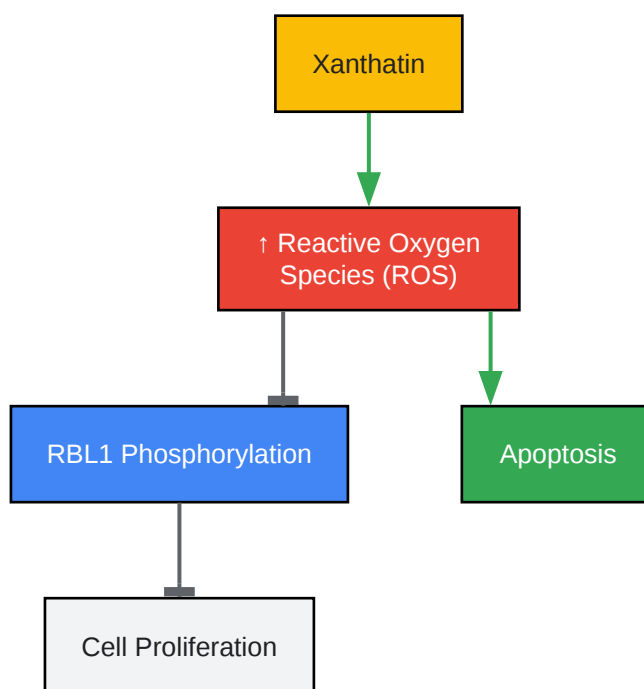 Xanthatin
↑ Reactive Oxygen
Species (ROS)
RBL1 Phosphorylation
Apoptosis
Cell Proliferation